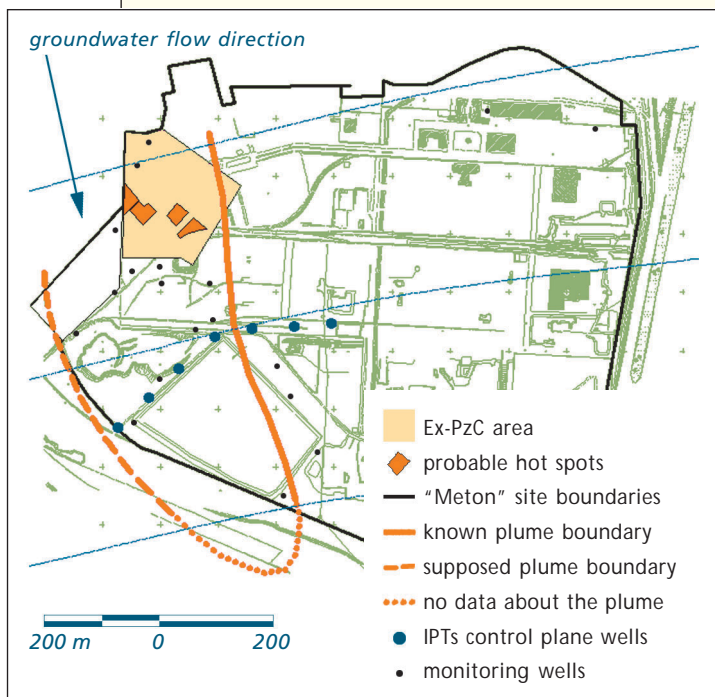 groundwater flow direction
Ex-PzC area
probable hot spots
“Meton” site boundaries
known plume boundary
supposed plume boundary
no data about the plume
IPTs control plane wells
monitoring wells
200 m 0 200